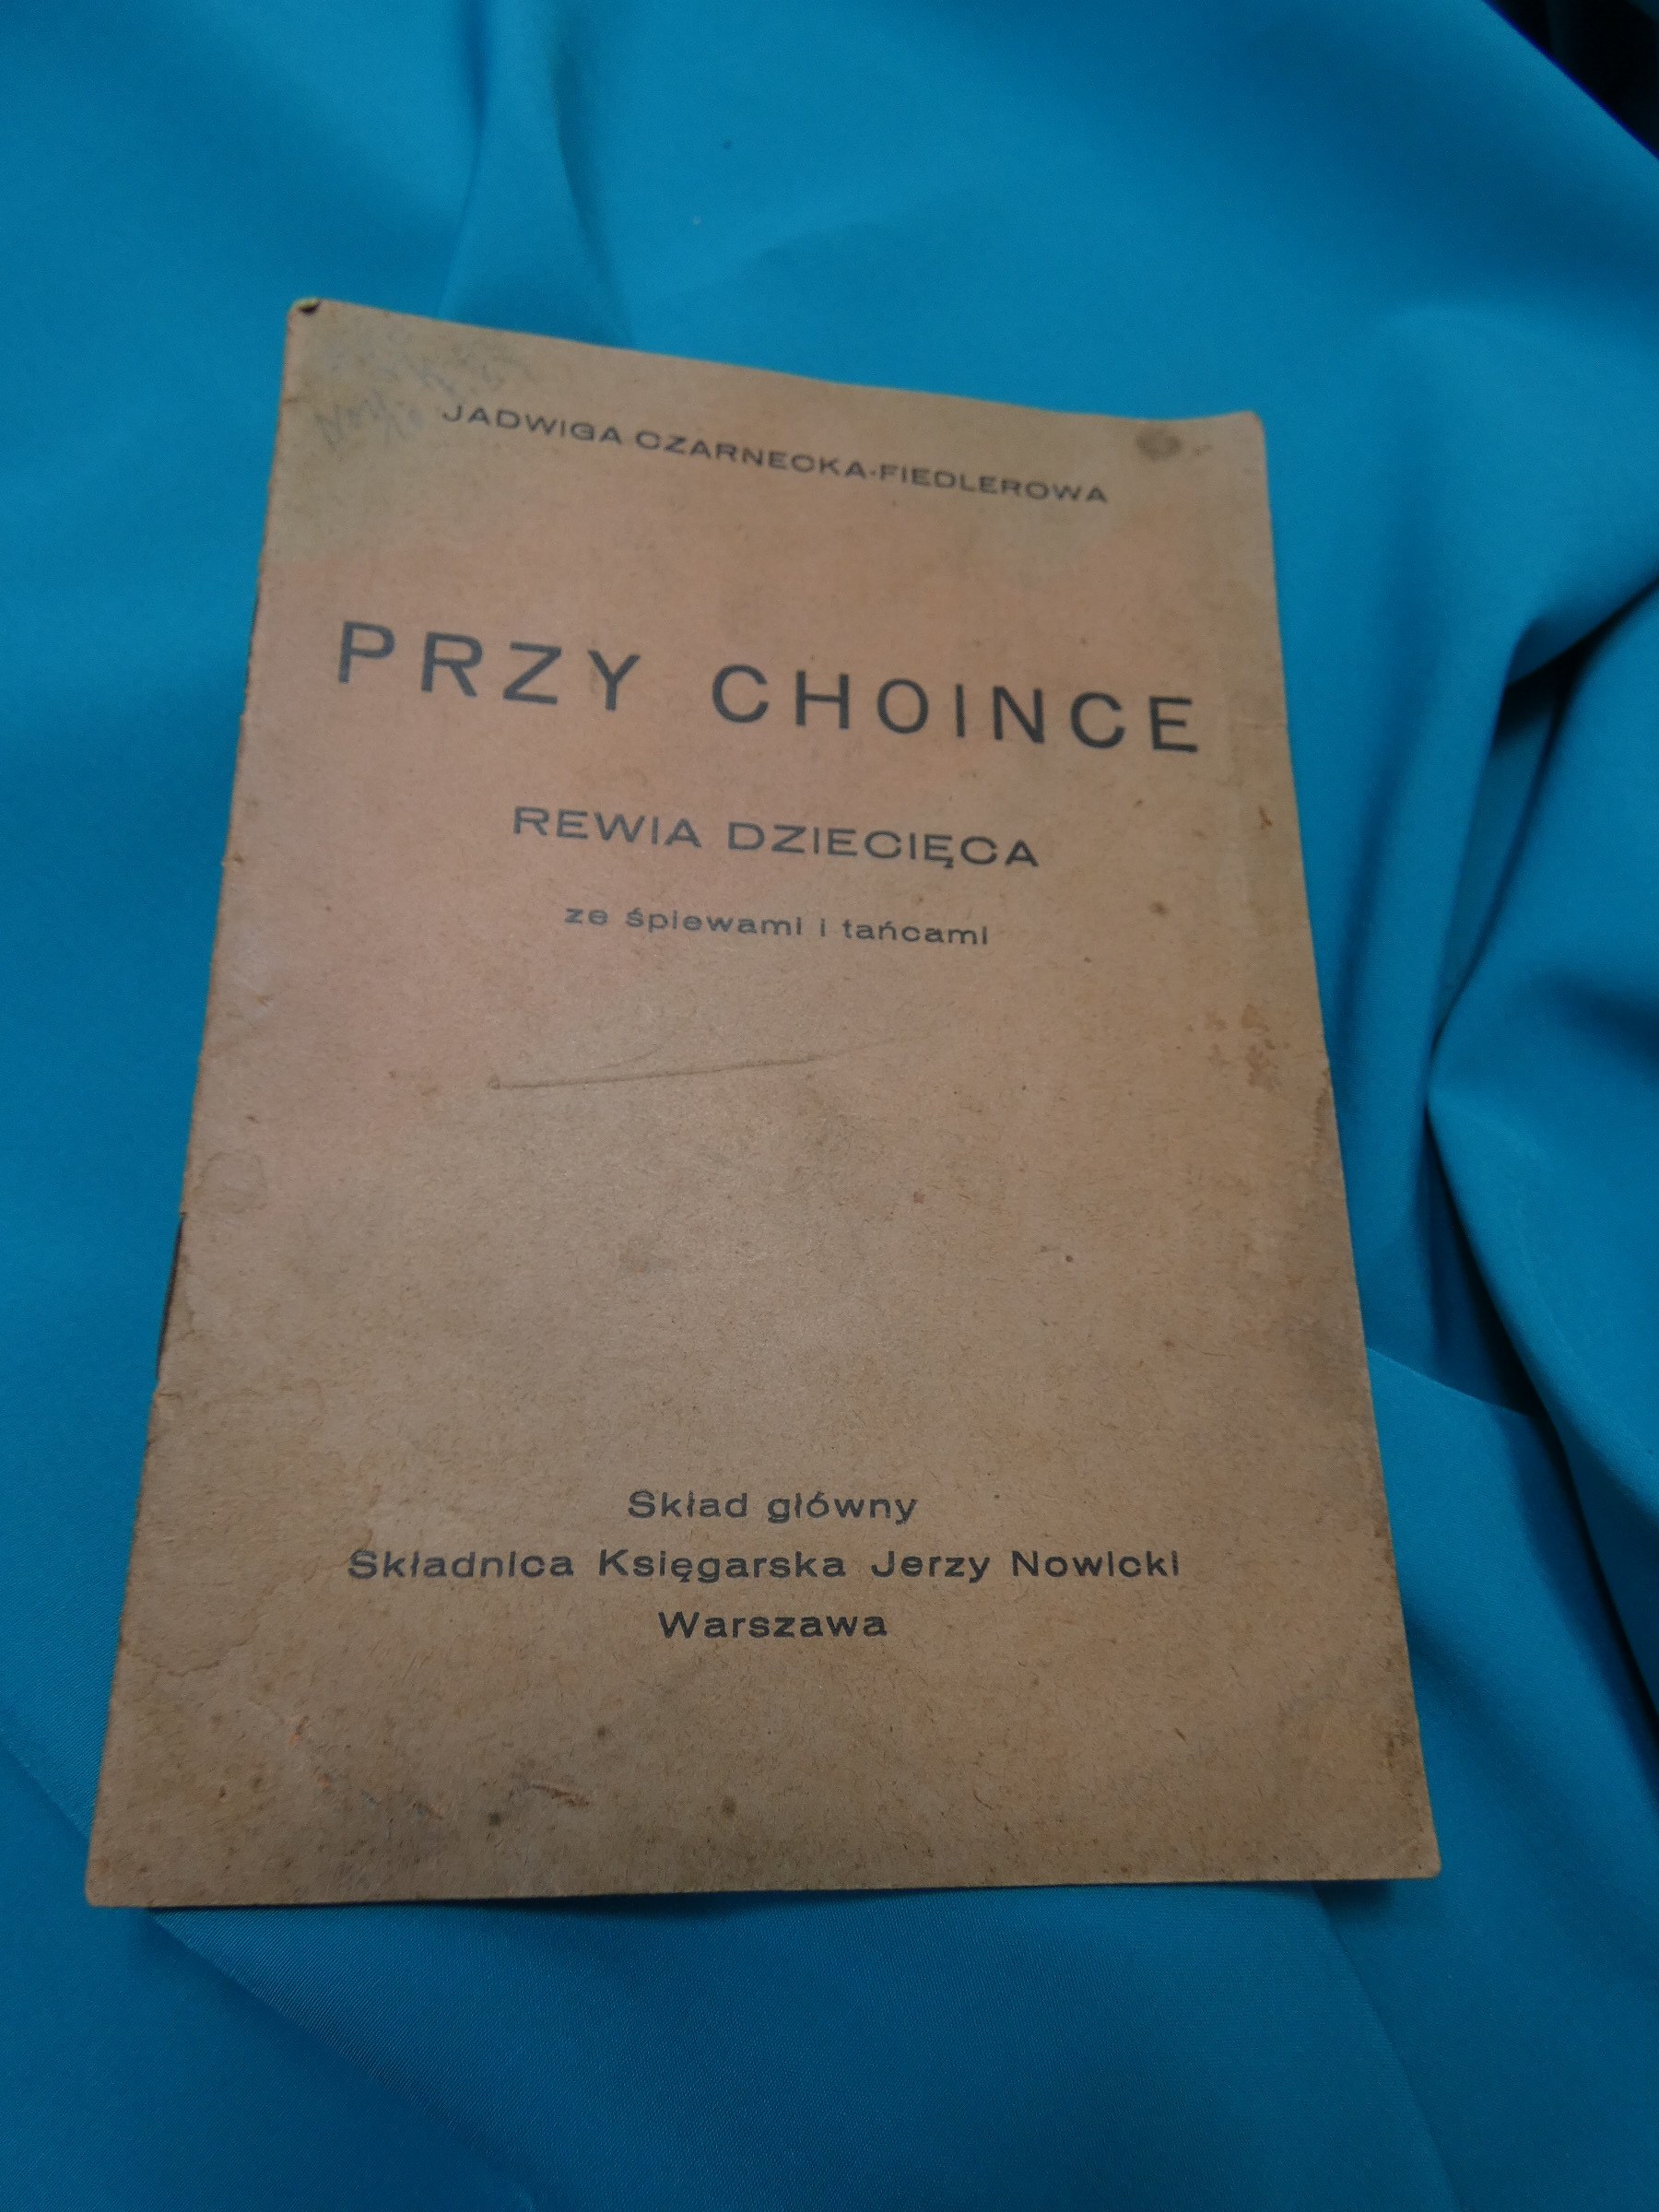 JADWIGA CZARNECKA-FIEDLEROWA
PRZY CHOINCE
REWIA DZIECIĘCA
ze śpiewami i tańcami
Skład główny
Składnica Księgarska Jerzy Nowicki
Warszawa